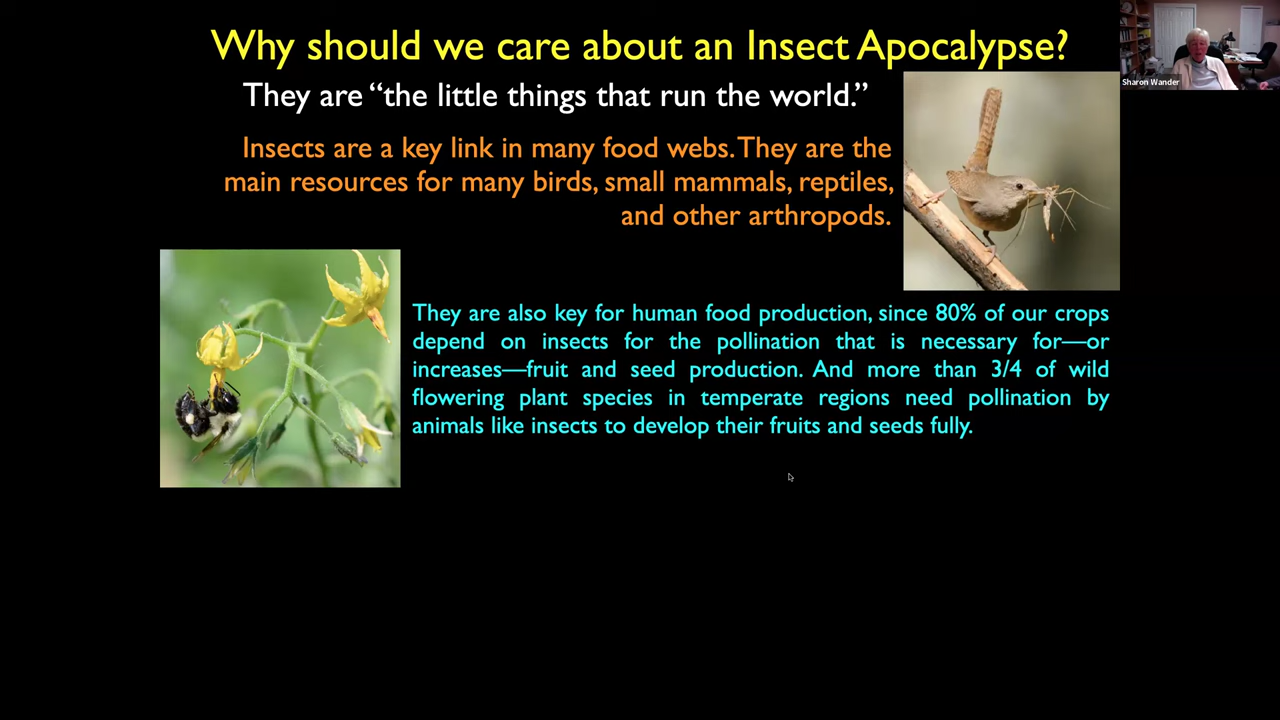 Why should we care about an Insect Apocalypse?
Sharon Wander
They are “the little things that run the world.”
Insects are a key link in many food webs. They are the
main resources for many birds, small mammals, reptiles,
and other arthropods.
They are also key for human food production, since 80% of our crops
depend on insects for the pollination that is necessary for—or
increases—fruit and seed production. And more than 3/4 of wild
flowering plant species in temperate regions need pollination by
animals like insects to develop their fruits and seeds fully.